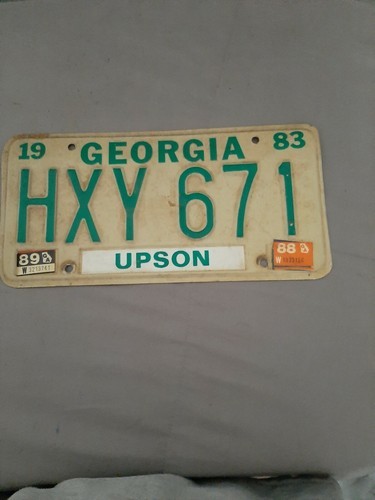 19 GEORGIA 83
HXY 671
89 UPSON 88
W W